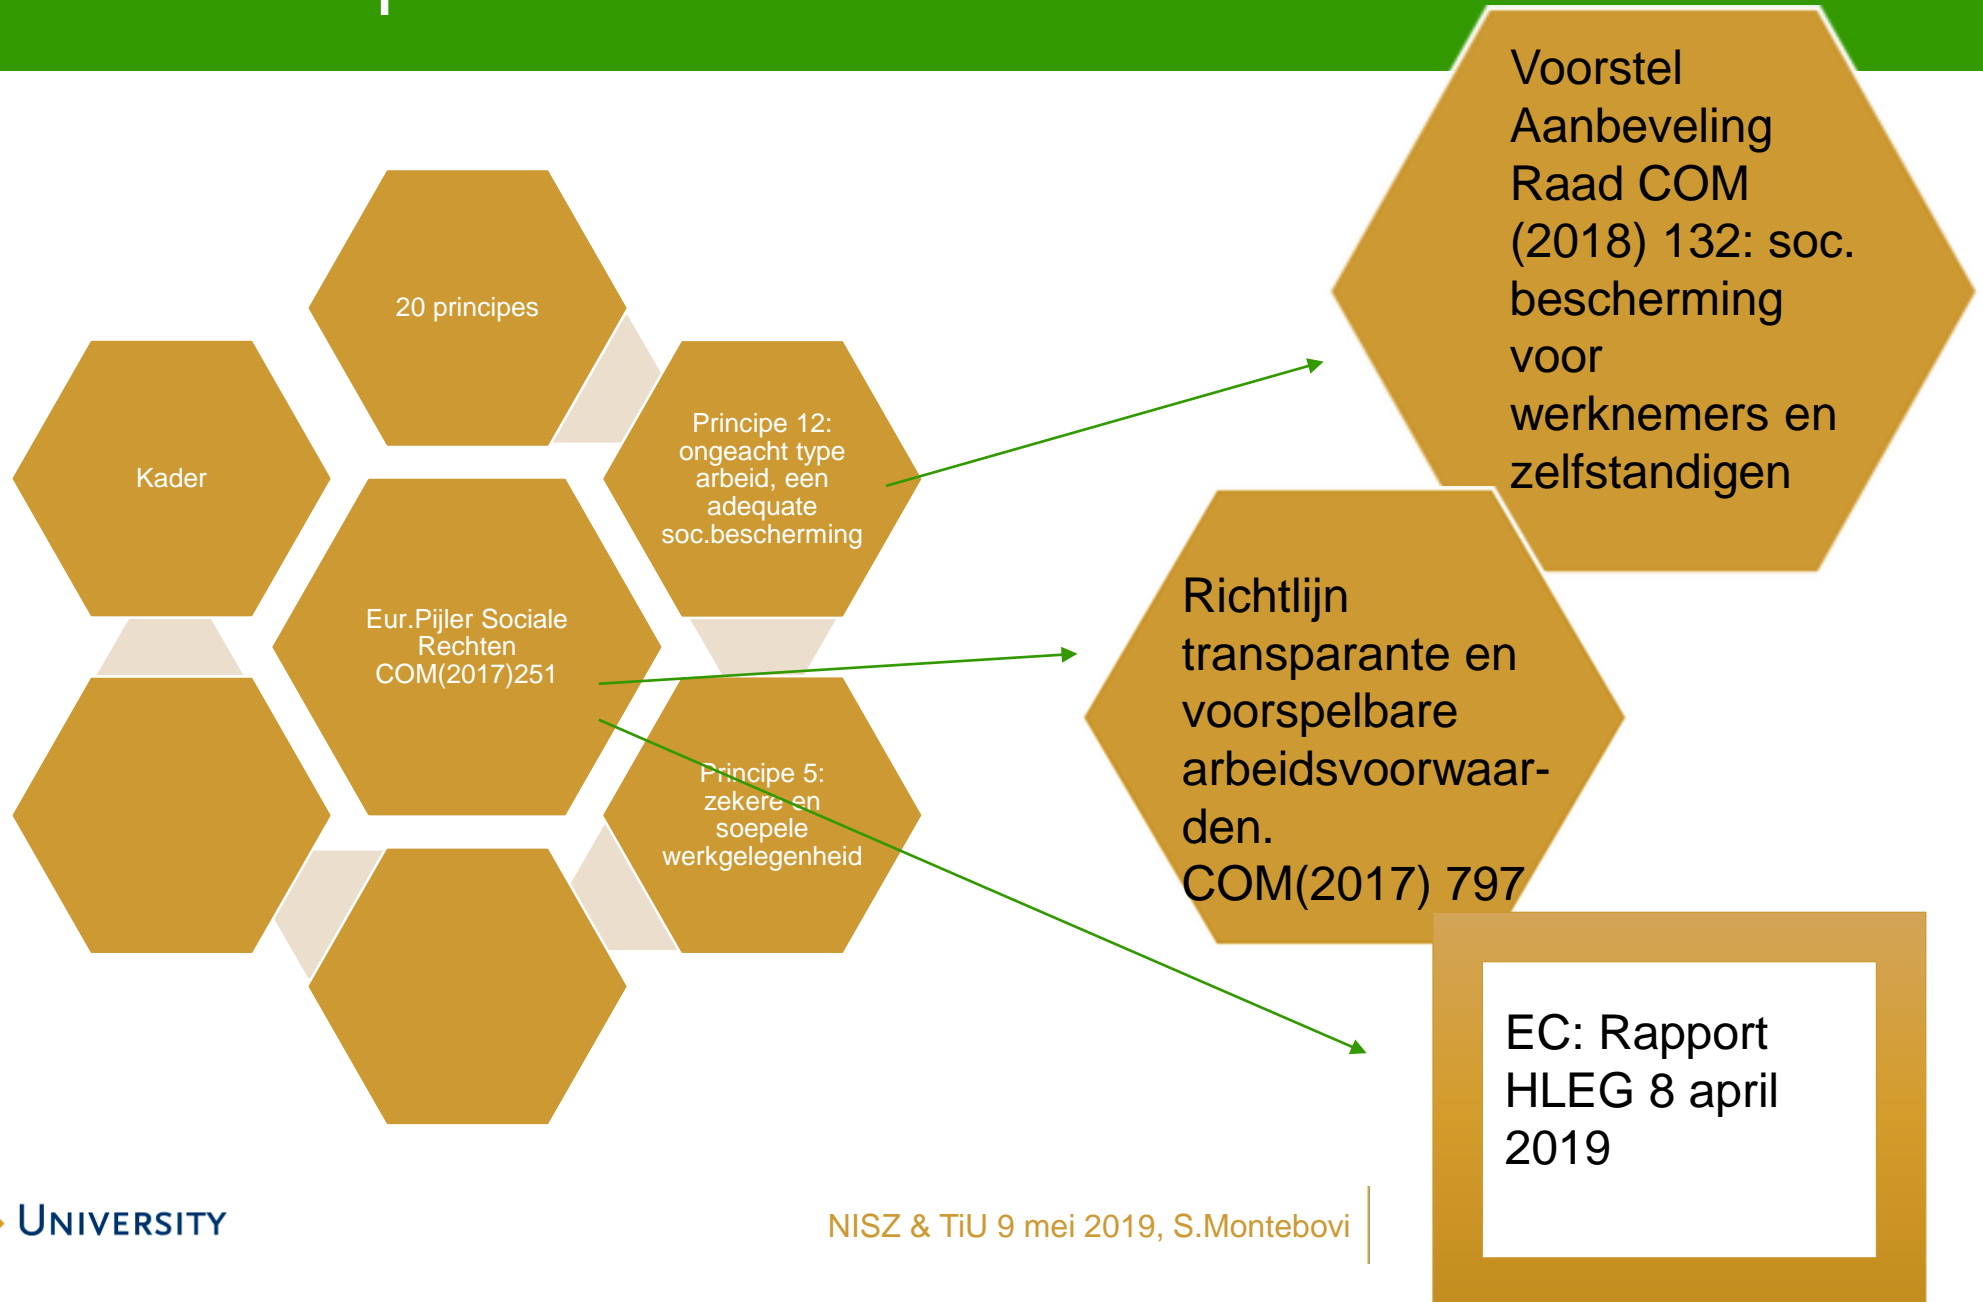 20 principes
Kader
Principe 12:
ongeacht type
arbeid, een
adequate
soc.bescherming
Eur.Pijler Sociale
Rechten
COM(2017)251
Principe 5:
zekere en
soepele
werkgelegenheid
Voorstel
Aanbeveling
Raad COM
(2018) 132: soc.
bescherming
voor
werknemers en
zelfstandigen
Richtlijn
transparante en
voorspelbare
arbeidsvoorwaar-
den.
COM(2017) 797
EC: Rapport
HLEG 8 april
2019
UNIVERSITY
NISZ & TiU 9 mei 2019, S.Montebovi